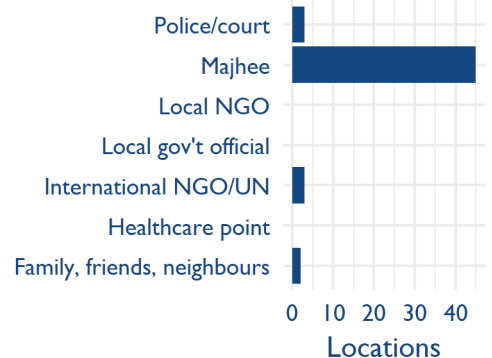 Police/court
Majhee
Local NGO
Local gov't official
International NGO/UN
Healthcare point
Family, friends, neighbours
0 10 20 30 40
Locations